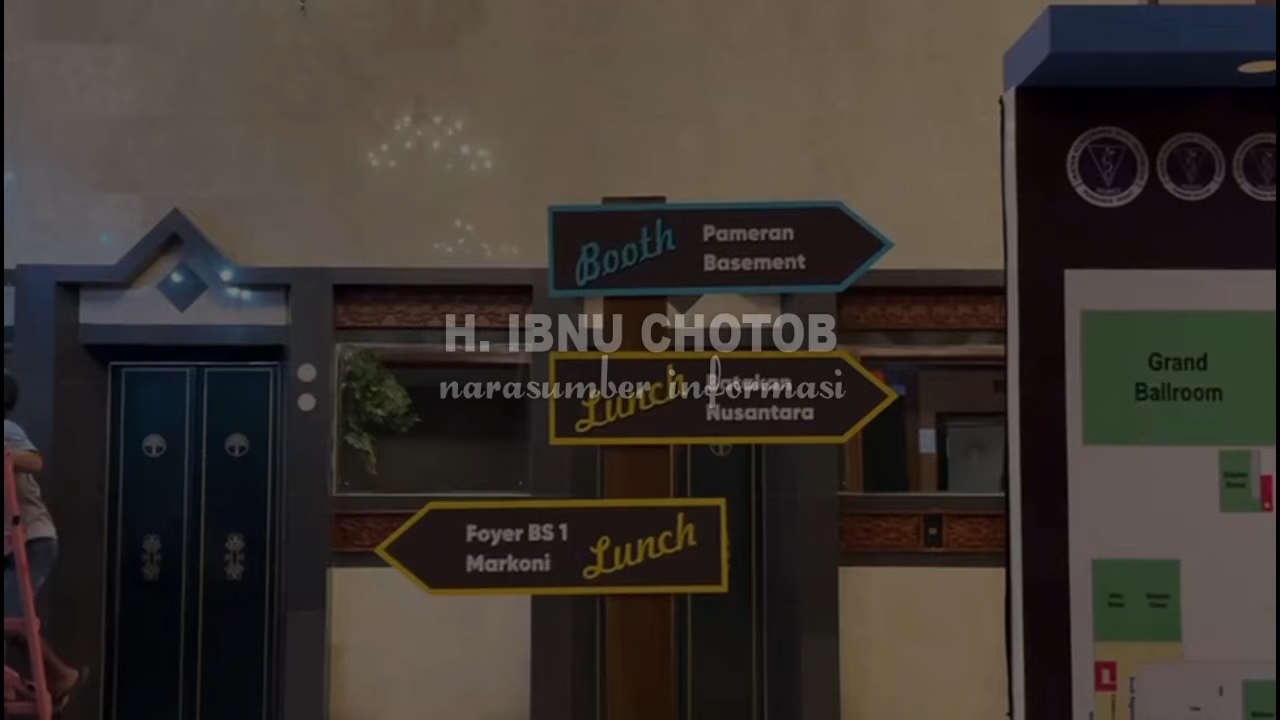 Booth
Pameran
Basement
H. IBNU CHOTOB
narasumber informasi
Lunch
Nusantara
Foyer BS 1
Markoni
Lunch
Grand
Ballroom